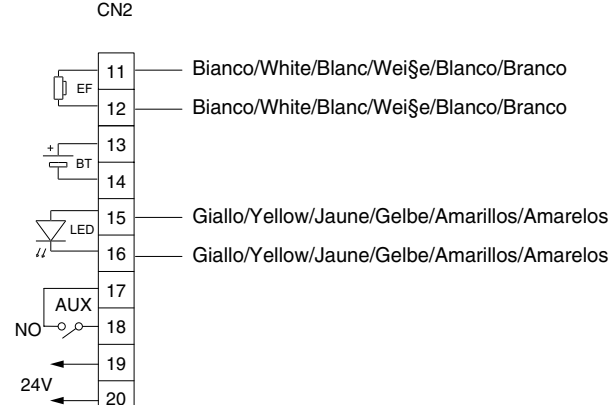 CN2
11 Bianco/White/Blanc/Wei§e/Blanco/Branco
EF
12 Bianco/White/Blanc/Wei§e/Blanco/Branco
13
+ BT
14
15 Giallo/Yellow/Jaune/Gelbe/Amarillos/Amarelos
LED
16 Giallo/Yellow/Jaune/Gelbe/Amarillos/Amarelos
17
AUX
NO 18
19
24V
20